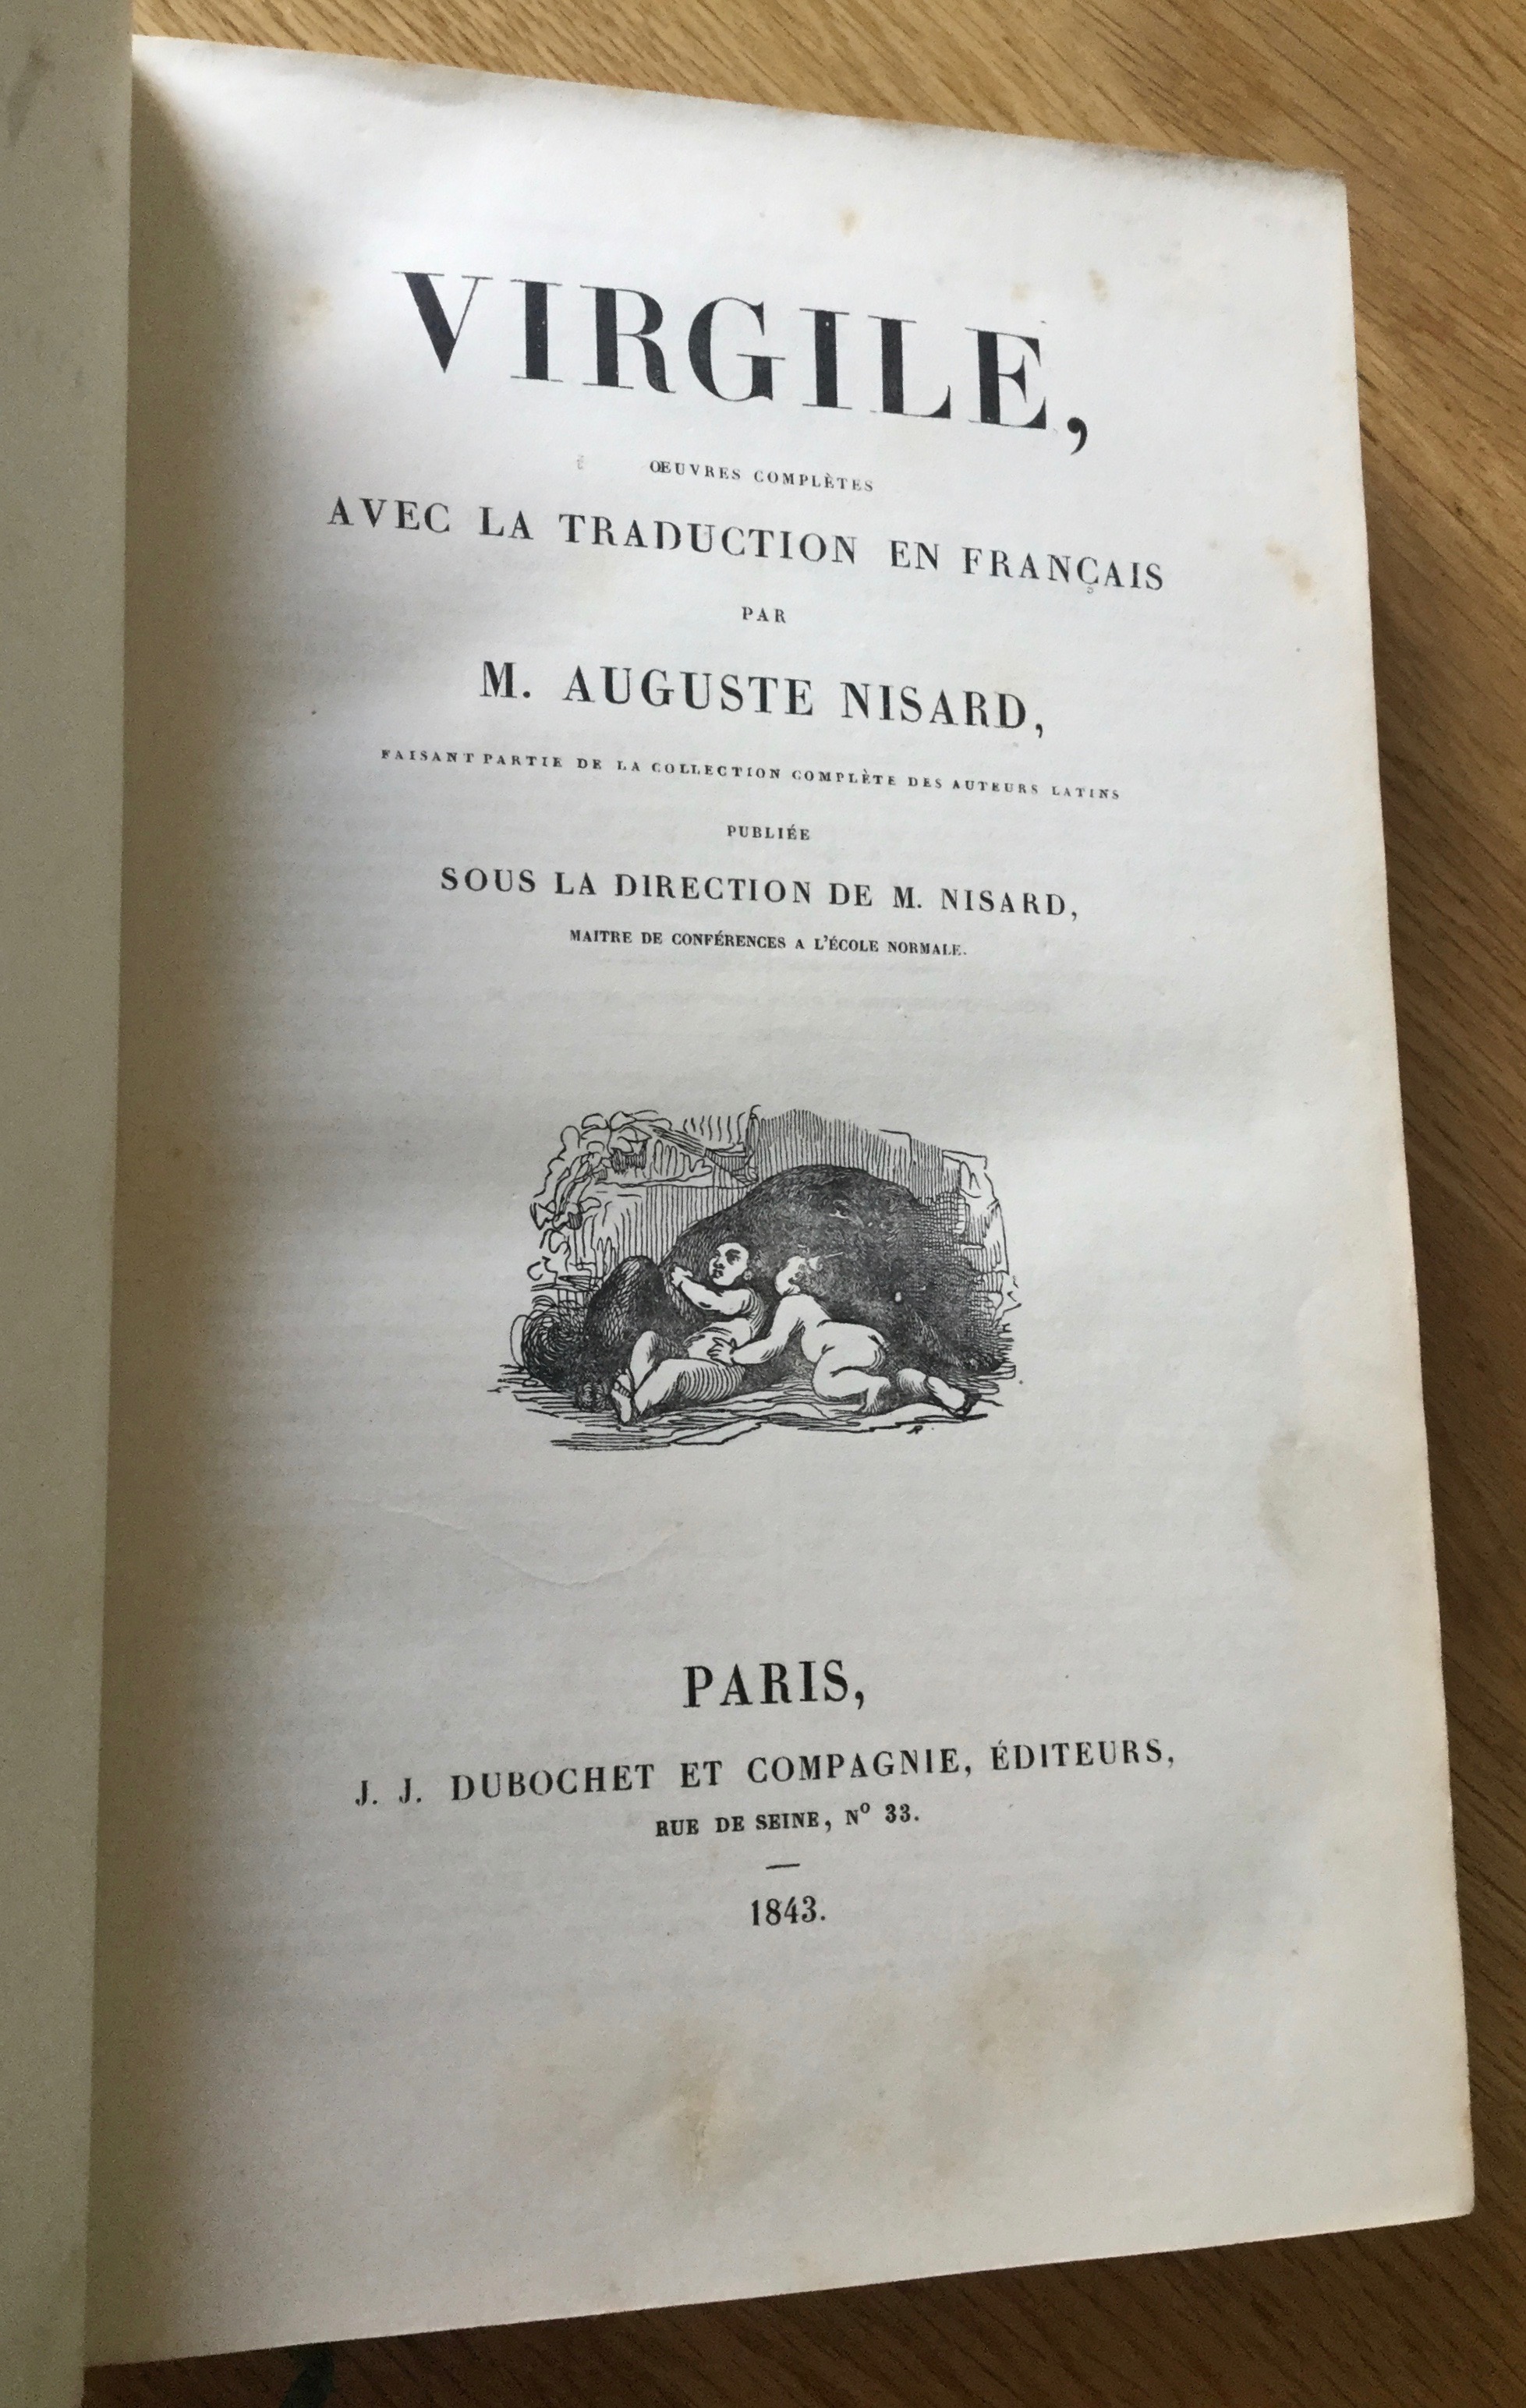 VIRGILE,
ŒUVRES COMPLÈTES
AVEC LA TRADUCTION EN FRANÇAIS
PAR
M. AUGUSTE NISARD,
FAISANT PARTIE DE LA COLLECTION COMPLÈTE DES AUTEURS LATINS
PUBLIÉE
SOUS LA DIRECTION DE M. NISARD,
MAITRE DE CONFÉRENCES A L'ÉCOLE NORMALE.
R.
PARIS,
J. J. DUBOCHET ET COMPAGNIE, ÉDITEURS,
RUE DE SEINE, Nº 33.
1843.